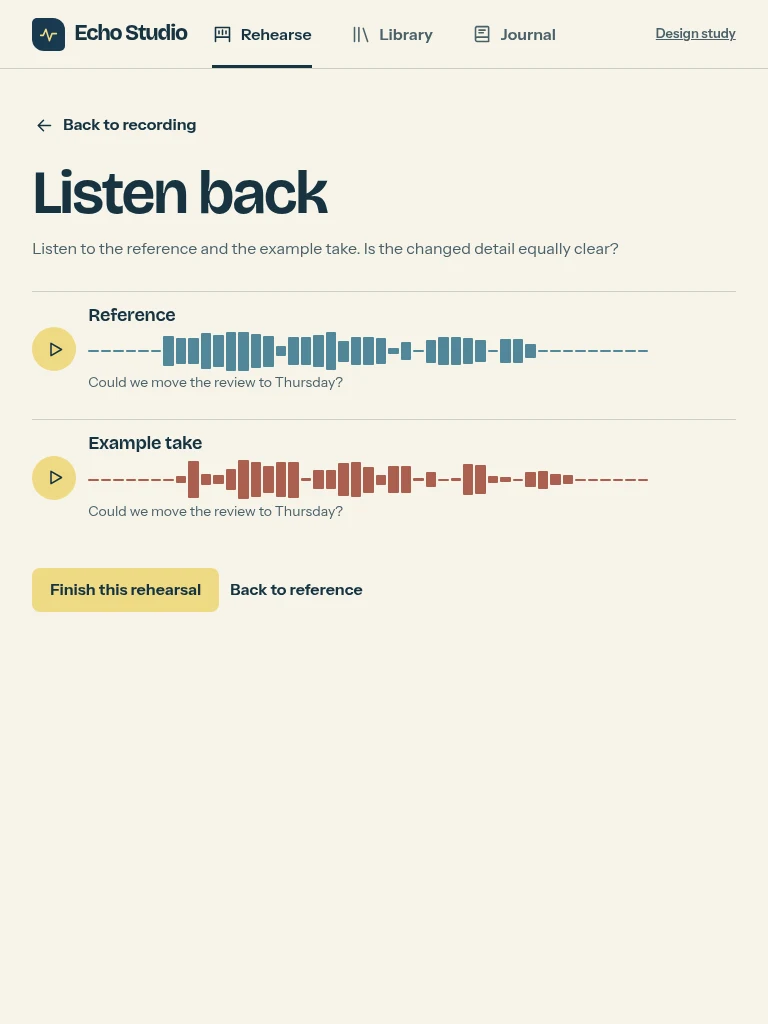 Echo Studio
Rehearse
Library
Journal
Design study
Back to recording
Listen back
Listen to the reference and the example take. Is the changed detail equally clear?
Reference
Could we move the review to Thursday?
Example take
Could we move the review to Thursday?
Finish this rehearsal
Back to reference